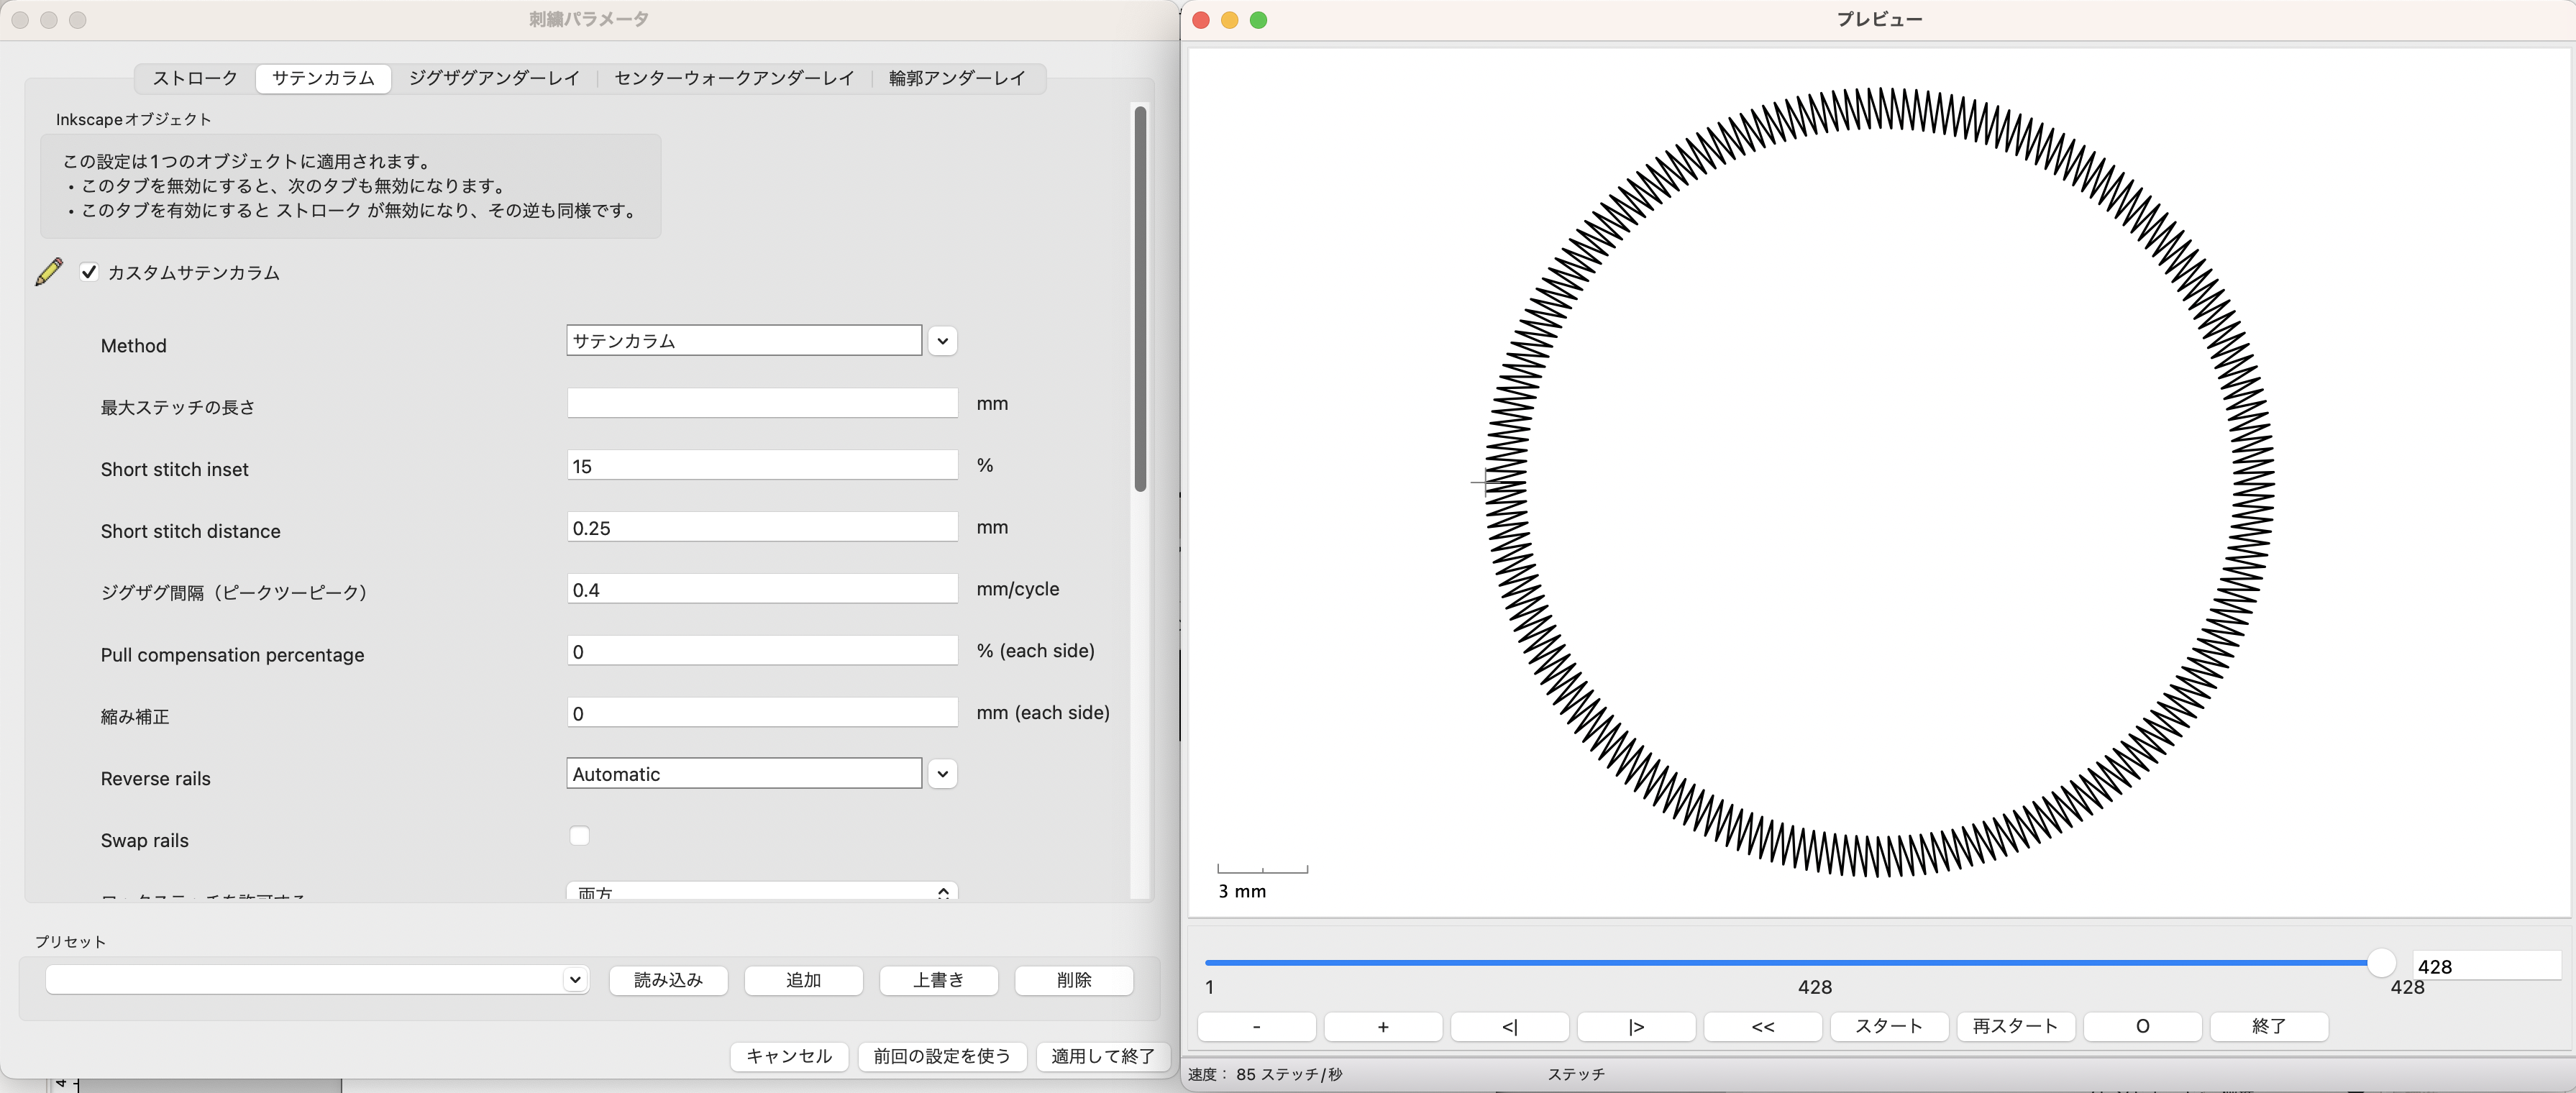 刺繍パラメータ
ストローク
サテンカラム
ジグザグアンダーレイ
センターウォークアンダーレイ
輪郭アンダーレイ
Inkscapeオブジェクト
この設定は1つのオブジェクトに適用されます。
・このタブを無効にすると、次のタブも無効になります。
・このタブを有効にすると ストローク が無効になり、その逆も同様です。
カスタムサテンカラム
Method
サテンカラム
最大ステッチの長さ
mm
Short stitch inset
15
%
Short stitch distance
0.25
mm
ジグザグ間隔（ピークツーピーク）
0.4
mm/cycle
Pull compensation percentage
0
% (each side)
縮み補正
0
mm (each side)
Reverse rails
Automatic
Swap rails
両方
プリセット
読み込み
追加
上書き
削除
キャンセル
前回の設定を使う
適用して終了
プレビュー
3 mm
428
1
428
428
-
+
<|
|>
<<
スタート
再スタート
O
終了
速度： 85 ステッチ/秒
ステッチ